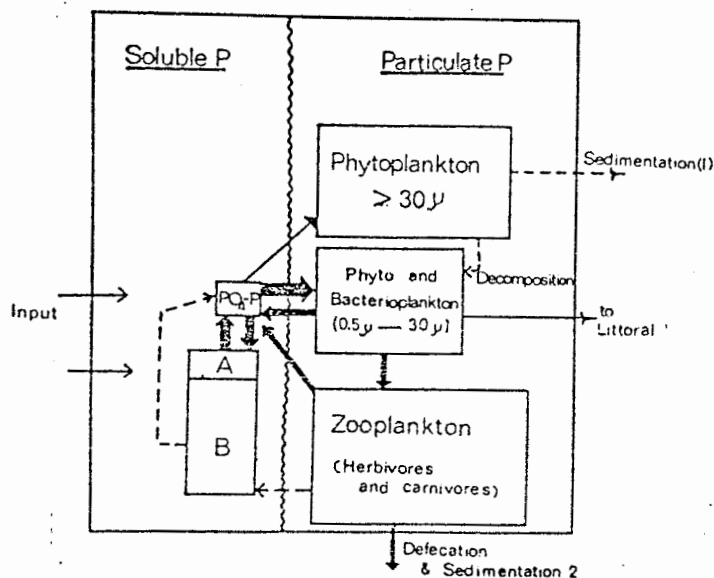 Soluble P
Particulate P
Phytoplankton
≥ 30 μ
Sedimentation(1)
Decomposition
Input
PO₄-P
Phyto and
Bacterioplankton
(0.5 μ — 30 μ)
to
Littoral
A
B
Zooplankton
(Herbivores
and carnivores)
Defecation
& Sedimentation 2